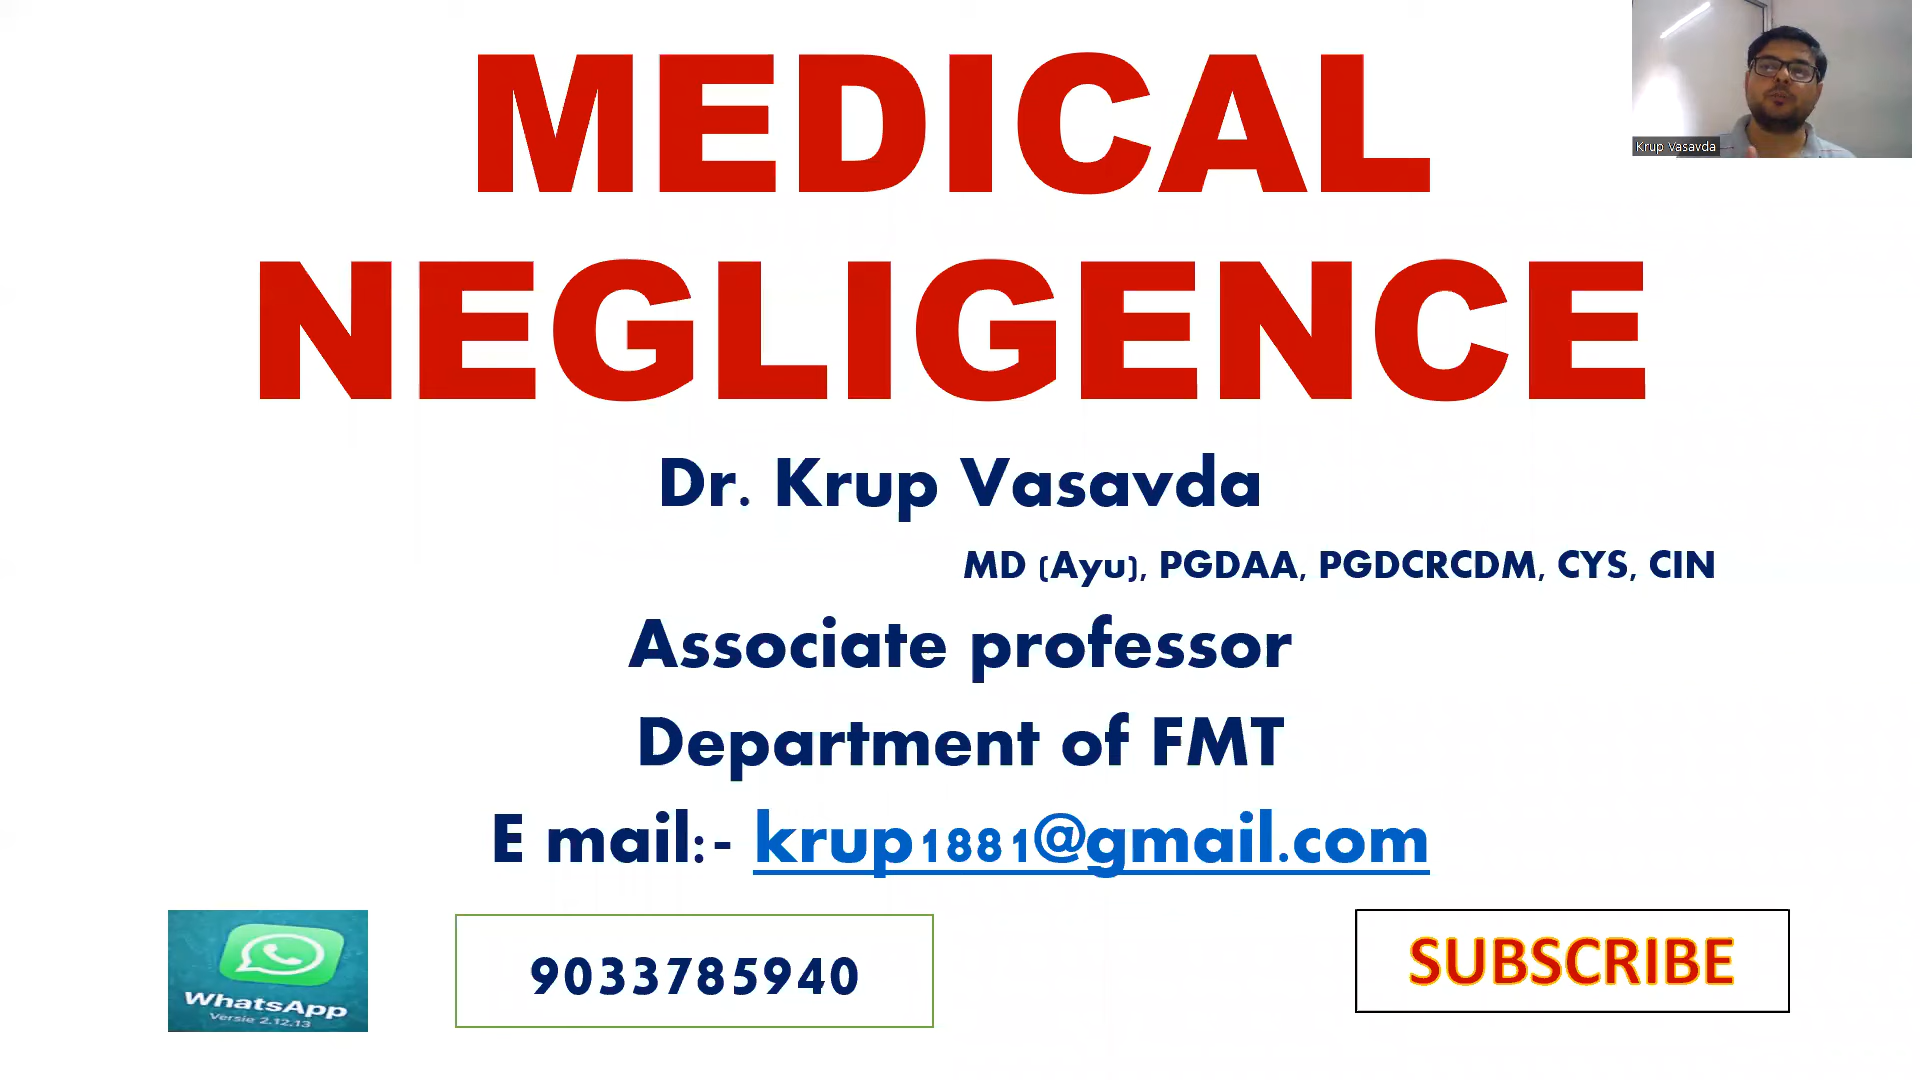 MEDICAL
NEGLIGENCE
Krup Vasavda
Dr. Krup Vasavda
MD (Ayu), PGDAA, PGDCRCDM, CYS, CIN
Associate professor
Department of FMT
E mail:- krup1881@gmail.com
WhatsApp
Versie 2.12.13
9033785940
SUBSCRIBE